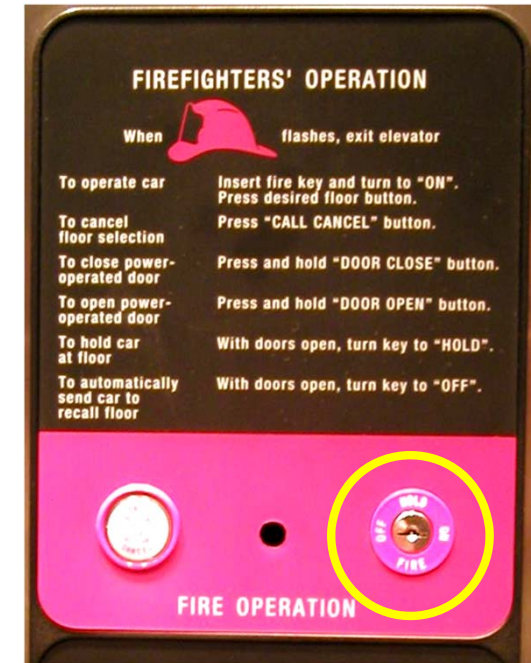 FIREFIGHTERS' OPERATION
When flashes, exit elevator
To operate car
Insert fire key and turn to "ON".
Press desired floor button.
To cancel
floor selection
Press "CALL CANCEL" button.
To close power-
operated door
Press and hold "DOOR CLOSE" button.
To open power-
operated door
Press and hold "DOOR OPEN" button.
To hold car
at floor
With doors open, turn key to "HOLD".
To automatically
send car to
recall floor
With doors open, turn key to "OFF".
HOLD
OFF
ON
FIRE
FIRE OPERATION